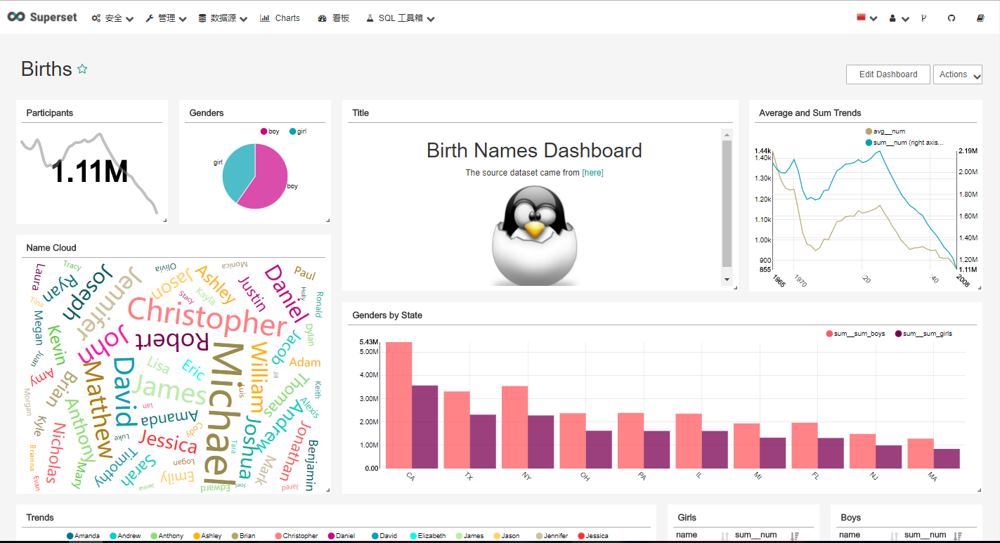 Superset 安全 管理 数据源 Charts 看板 SQL 工具箱
Births
Edit Dashboard Actions
Participants
1.11M
Genders
boy girl
girl
boy
Title
Birth Names Dashboard
The source dataset came from [here]
Average and Sum Trends
avg__num
sum__num (right axis...
1.44k 2.19M
1.40k 2.00M
1.30k 1.80M
1.20k 1.60M
1.10k 1.40M
1.00k 1.20M
900
855 1.11M
1965 1970 '20 '40 2008
Name Cloud
Laura
Tracy
Ryan
Joseph
Jennifer
Olivia
Jason
Ashley
Monica
Daniel
Paul
Justin
Holly
Ronald
Tina
Stacy
Kayla
Christopher
Megan
Kevin
John
Robert
Dylan
Jacob
Juan
Amy
Brian
Matthew
David
Lisa
Eric
Michael
William
Adam
Jill
James
Luis
Thomas
Keith
Morgan
Anthony
Ian
Alexis
Andrew
Kyle
Nicholas
Amanda
Cody
Luke
Jessica
Tara
Joshua
Jonathan
Benjamin
Brianna
Mary
Timothy
Sarah
Logan
Emily
Mark
Evan
Jenna
Edward
Joel
Jared
Genders by State
sum__sum_boys sum__sum_girls
5.43M
5.00M
4.00M
3.00M
2.00M
1.00M
0.00
CA TX NY OH PA IL MI FL NJ MA
Trends
Amanda Andrew Anthony Ashley Brian Christopher Daniel David Elizabeth James Jason Jennifer Jessica
Girls
name sum__num
Boys
name sum__num